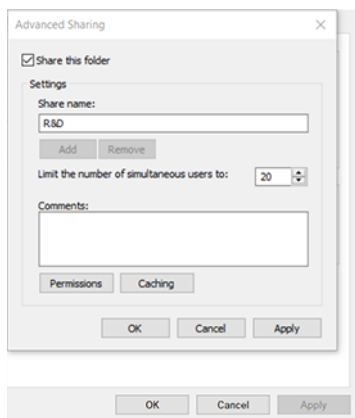 Advanced Sharing
Share this folder
Settings
Share name:
R&D
Add Remove
Limit the number of simultaneous users to: 20
Comments:
Permissions Caching
OK Cancel Apply
OK Cancel Apply